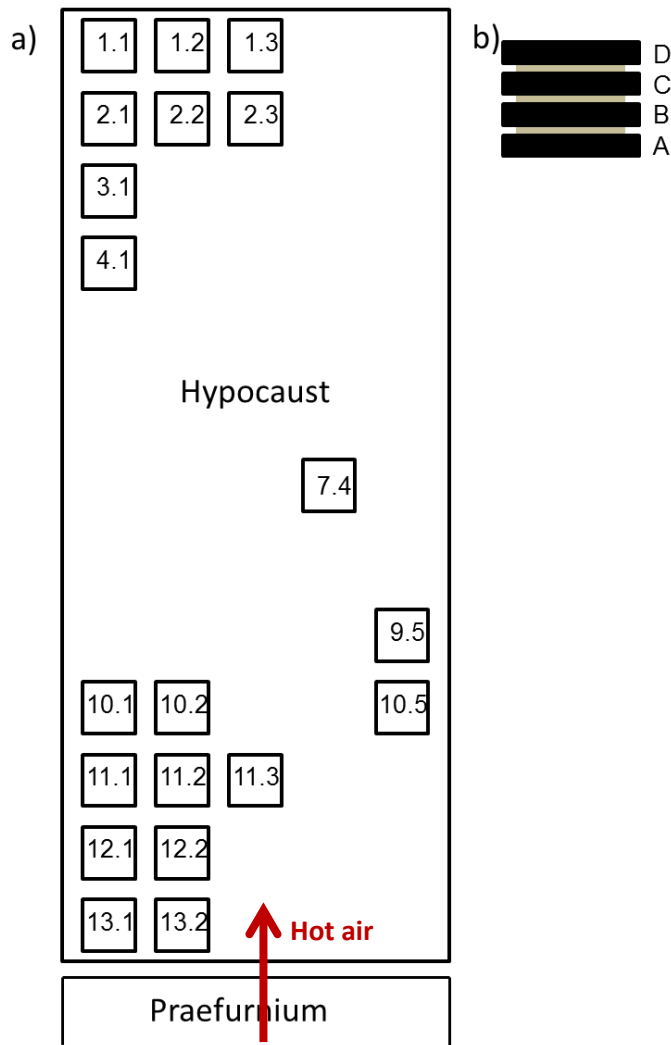 a)
1.1 1.2 1.3
2.1 2.2 2.3
3.1
4.1
Hypocaust
7.4
9.5
10.1 10.2 10.5
11.1 11.2 11.3
12.1 12.2
13.1 13.2
Hot air
Praefurnium
b)
D
C
B
A